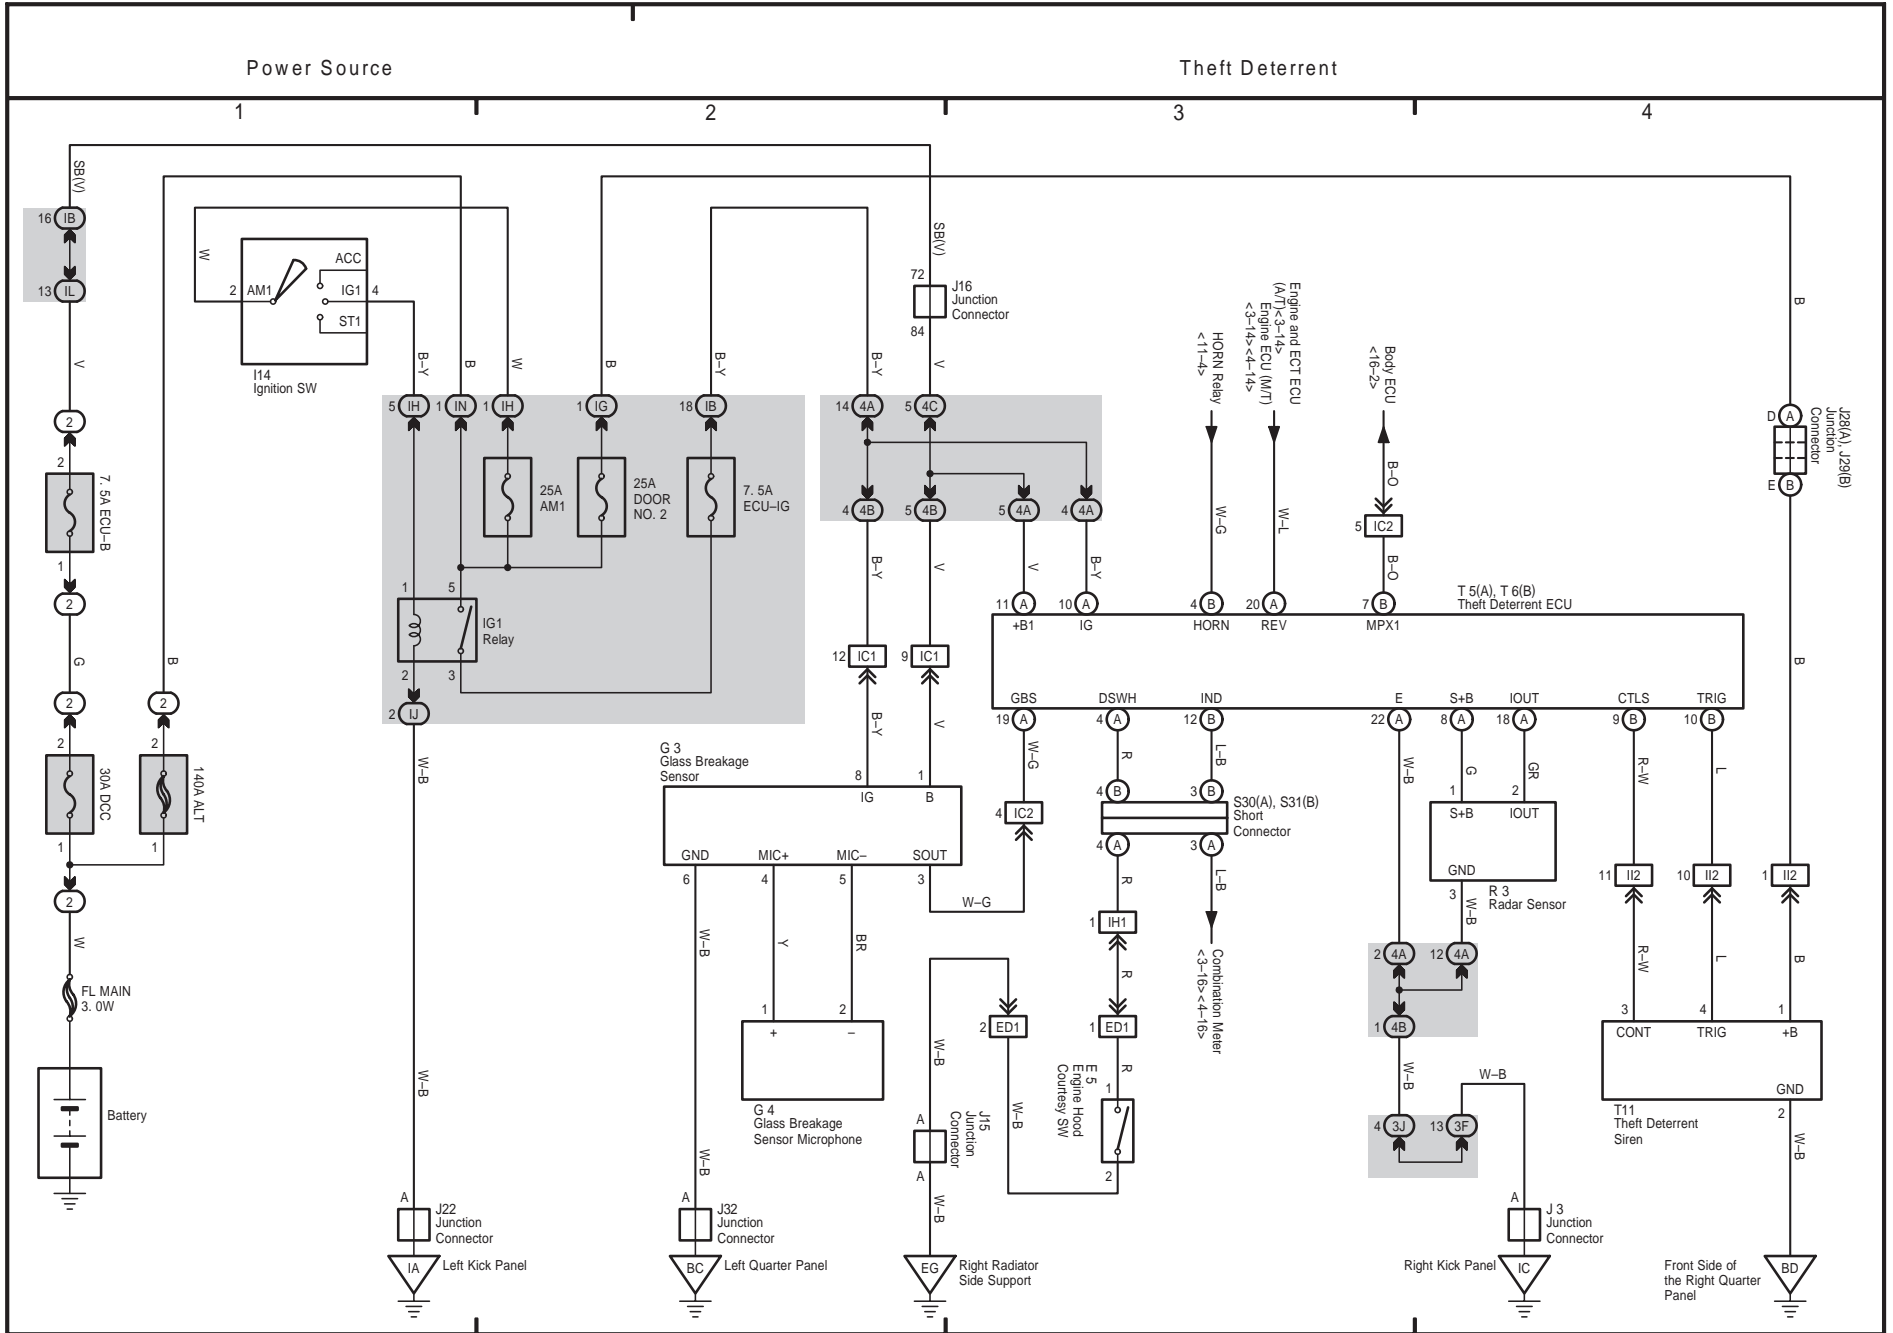 Power Source
Theft Deterrent
1
2
3
4
SB(V)
16 IB
13 IL
V
2
2
7. 5A ECU–B
1
2
G
2
2
30A DCC
1
2
W
FL MAIN
3. 0W
Battery
B
2
2
140A ALT
1
W
2 AM1
ACC
IG1 4
ST1
I14
Ignition SW
B–Y
B
W
B
B–Y
5 IH
1 IN
1 IH
1 IG
18 IB
25A
AM1
25A
DOOR
NO. 2
7. 5A
ECU–IG
1
5
IG1
Relay
2
3
2 IJ
W–B
W–B
A
J22
Junction
Connector
IA
Left Kick Panel
SB(V)
72
J16
Junction
Connector
84
B–Y
V
14 4A
5 4C
4 4B
5 4B
5 4A
4 4A
B–Y
V
V
B–Y
12 IC1
9 IC1
B–Y
V
G 3
Glass Breakage
Sensor
8
1
IG
B
GND
MIC+
MIC–
SOUT
6
4
5
3
W–G
W–B
Y
BR
1
2
+
–
G 4
Glass Breakage
Sensor Microphone
W–B
A
J32
Junction
Connector
BC
Left Quarter Panel
HORN Relay
<11–4>
Engine and ECT ECU
(A/T)<3–14>
Engine ECU (M/T)
<3–14><4–14>
Body ECU
<16–2>
W–G
W–L
B–O
5 IC2
B–O
11 A
10 A
4 B
20 A
7 B
T 5(A), T 6(B)
Theft Deterrent ECU
+B1
IG
HORN
REV
MPX1
GBS
DSWH
IND
E
S+B
IOUT
CTLS
TRIG
19 A
4 A
12 B
22 A
8 A
18 A
9 B
10 B
W–G
R
L–B
W–B
G
GR
R–W
L
4 IC2
4 B
3 B
S30(A), S31(B)
Short
Connector
4 A
3 A
R
L–B
1 IH1
R
Combination Meter
<3–16><4–16>
2 ED1
1 ED1
R
E 5
Engine Hood
Courtesy SW
1
2
W–B
W–B
A
J15
Junction
Connector
A
W–B
EG
Right Radiator
Side Support
1
2
S+B
IOUT
GND
R 3
Radar Sensor
3
W–B
2 4A
12 4A
1 4B
W–B
W–B
4 3J
13 3F
A
J 3
Junction
Connector
Right Kick Panel
IC
B
D A
J28(A), J29(B)
Junction
Connector
E B
B
11 II2
10 II2
1 II2
R–W
L
B
3
4
1
CONT
TRIG
+B
GND
T11
Theft Deterrent
Siren
2
W–B
Front Side of
the Right Quarter
Panel
BD